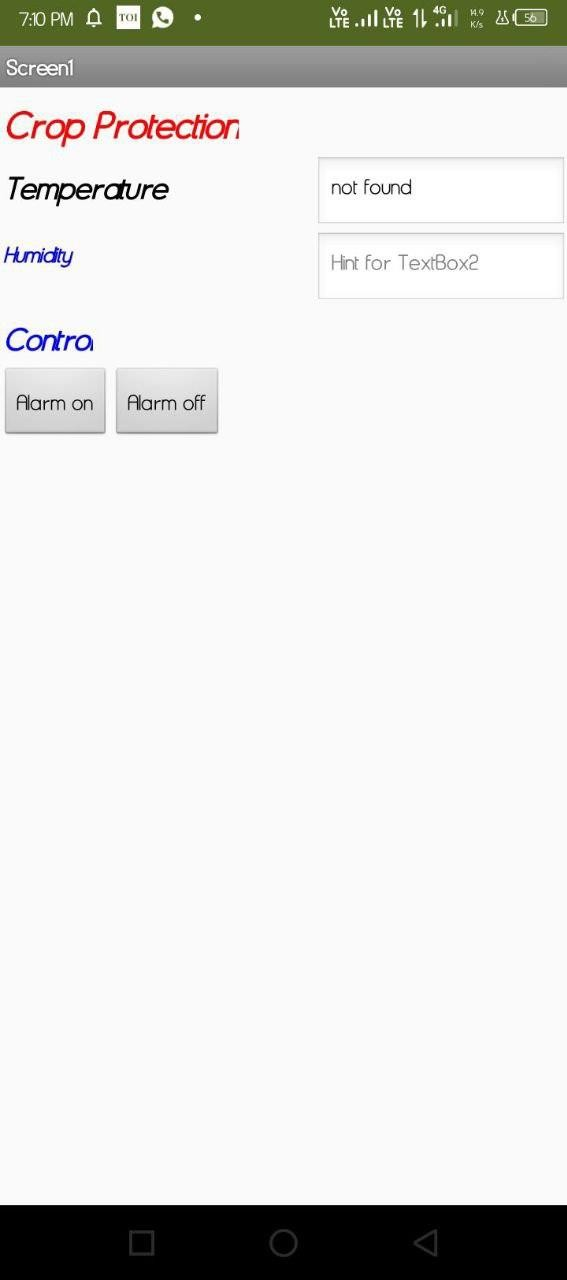 7:10 PM TOI Vo LTE Vo LTE 4G 14.9 K/s 56
Screen1
Crop Protection
Temperature not found
Humidity Hint for TextBox2
Control
Alarm on Alarm off